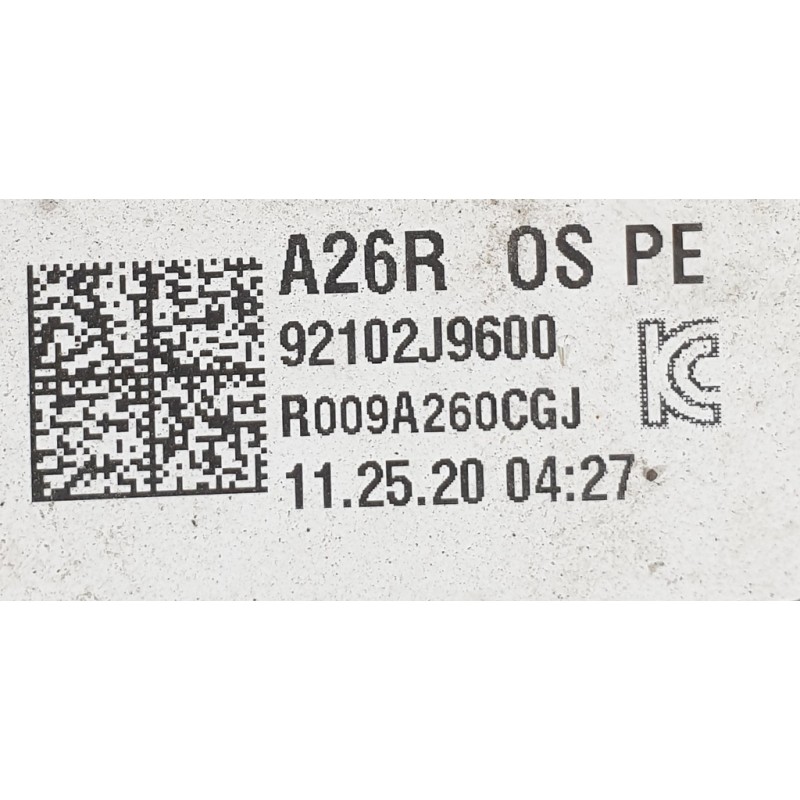 A26R OS PE
92102J9600
R009A260CGJ
11.25.20 04:27